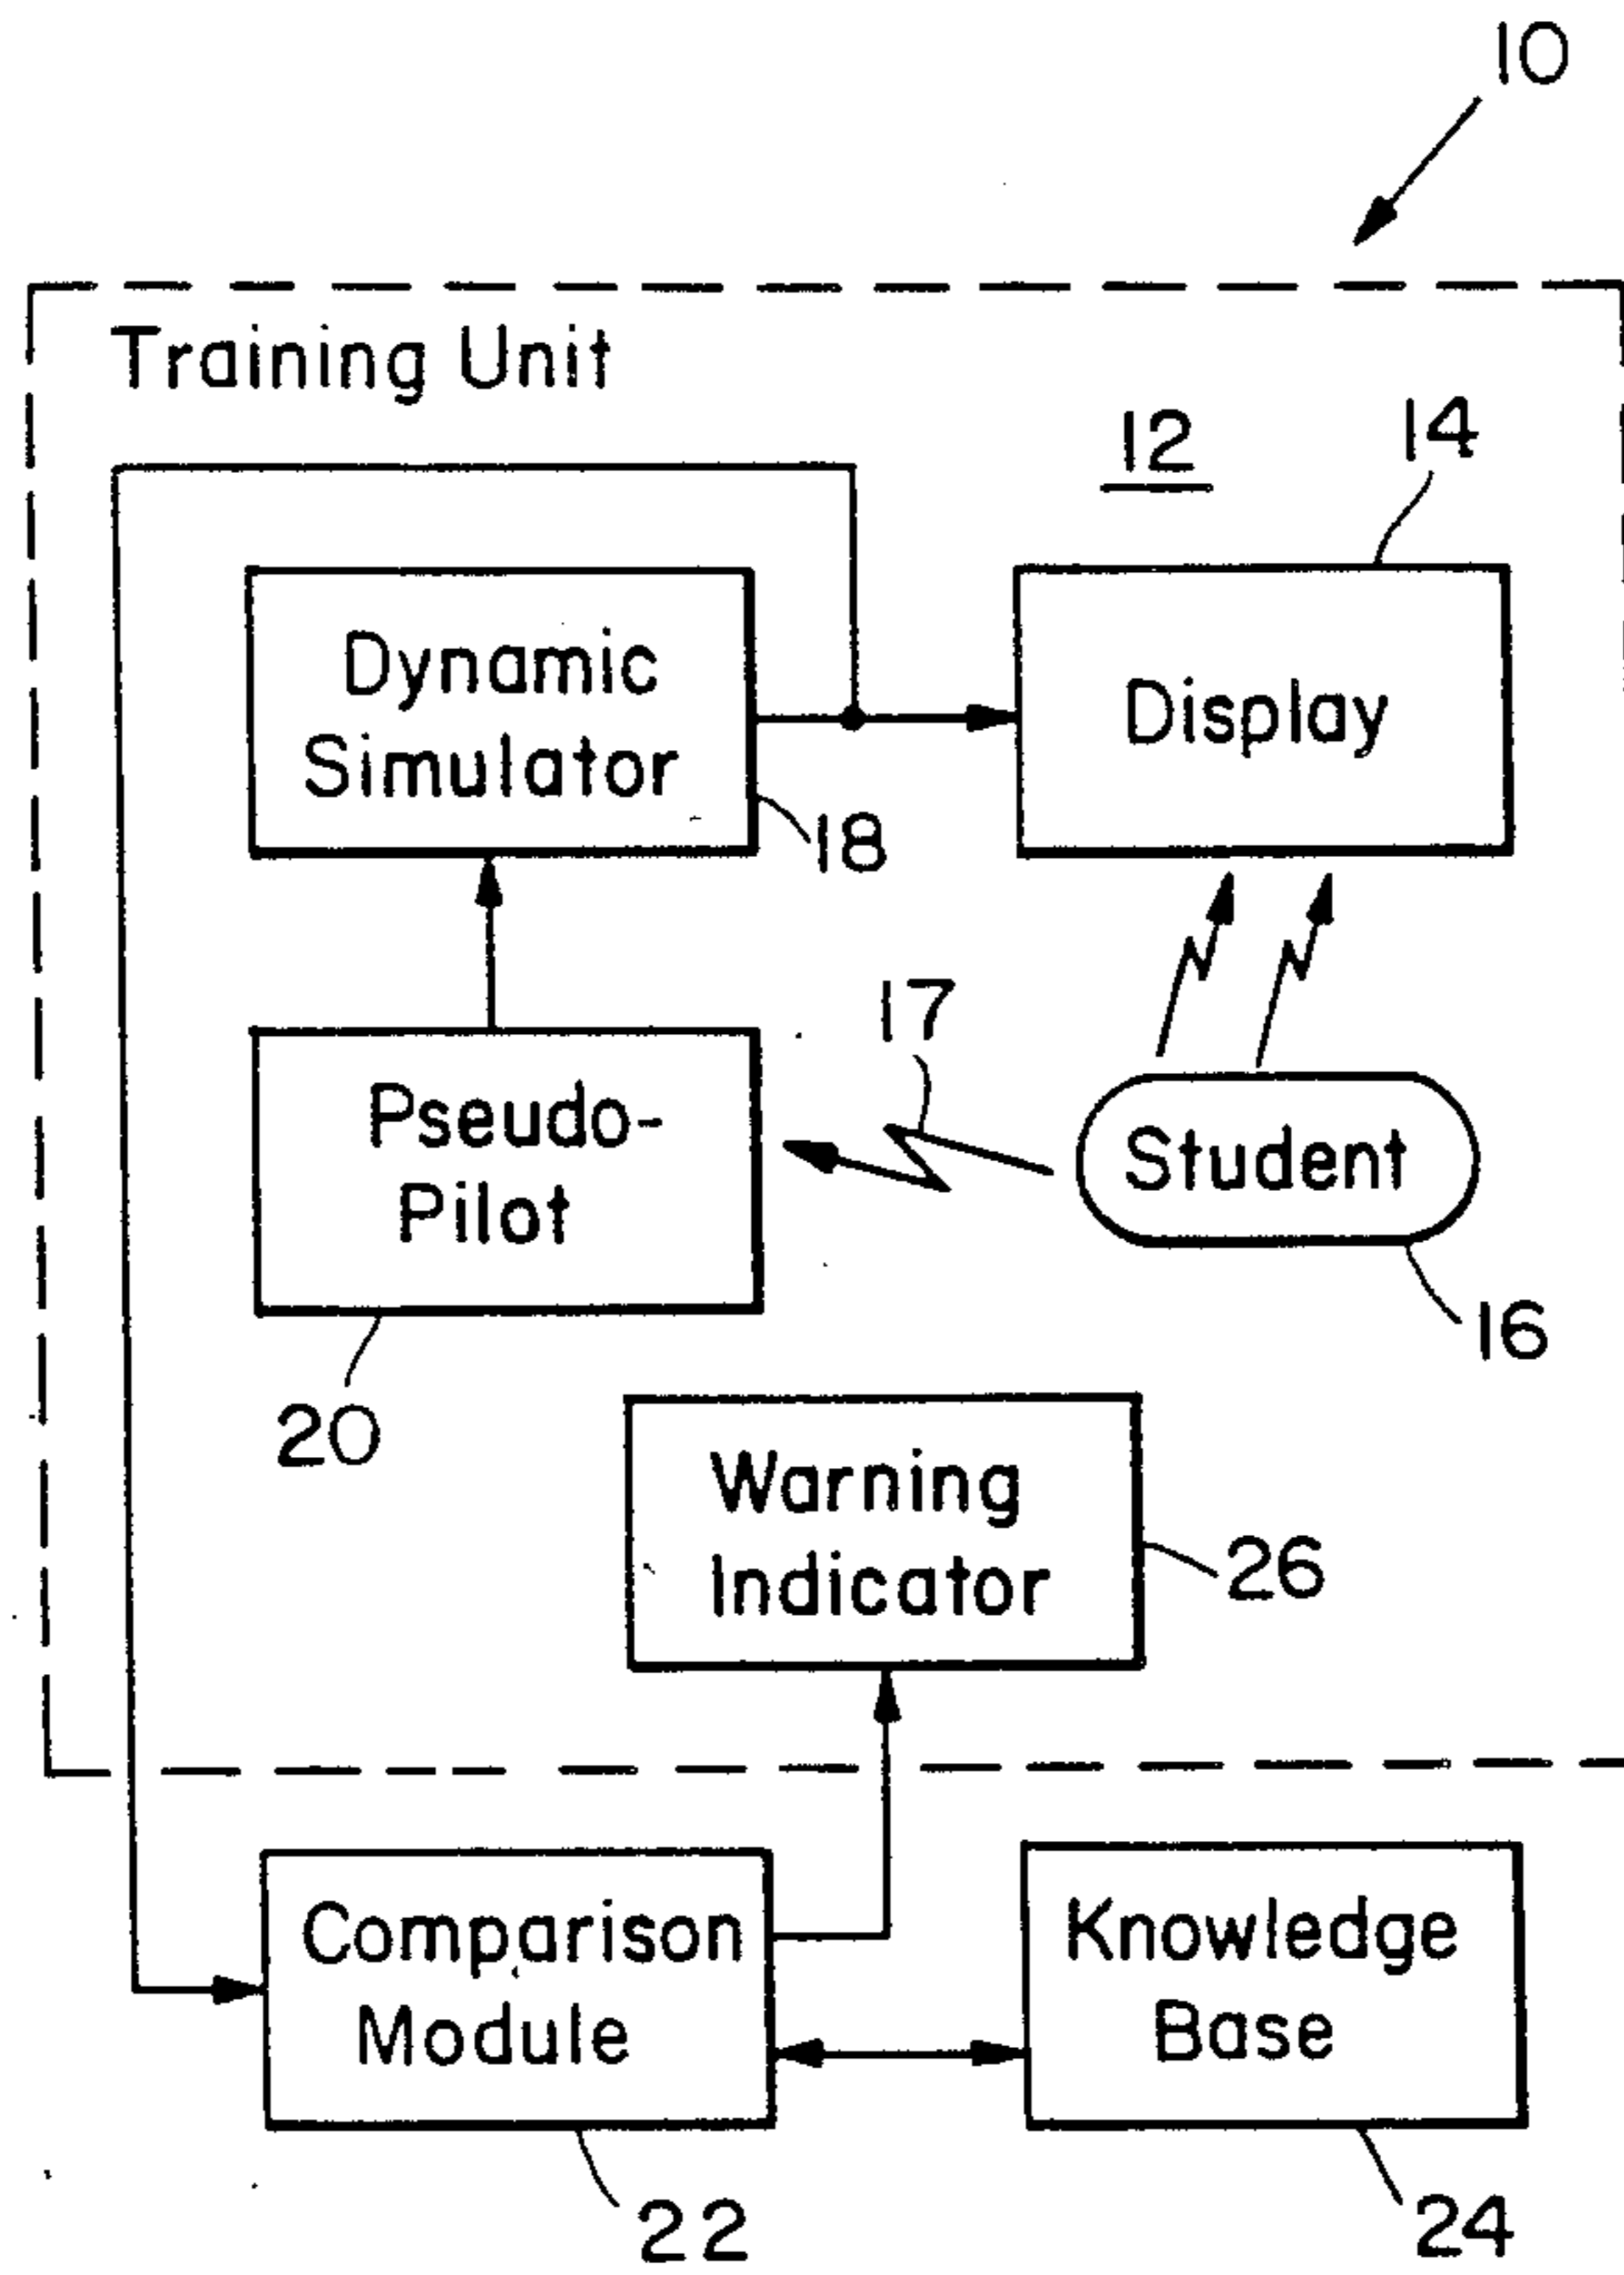 10
Training Unit
12
14
Dynamic
Simulator
18
Display
17
Pseudo-
Pilot
20
Student
16
Warning
Indicator
26
Comparison
Module
22
Knowledge
Base
24